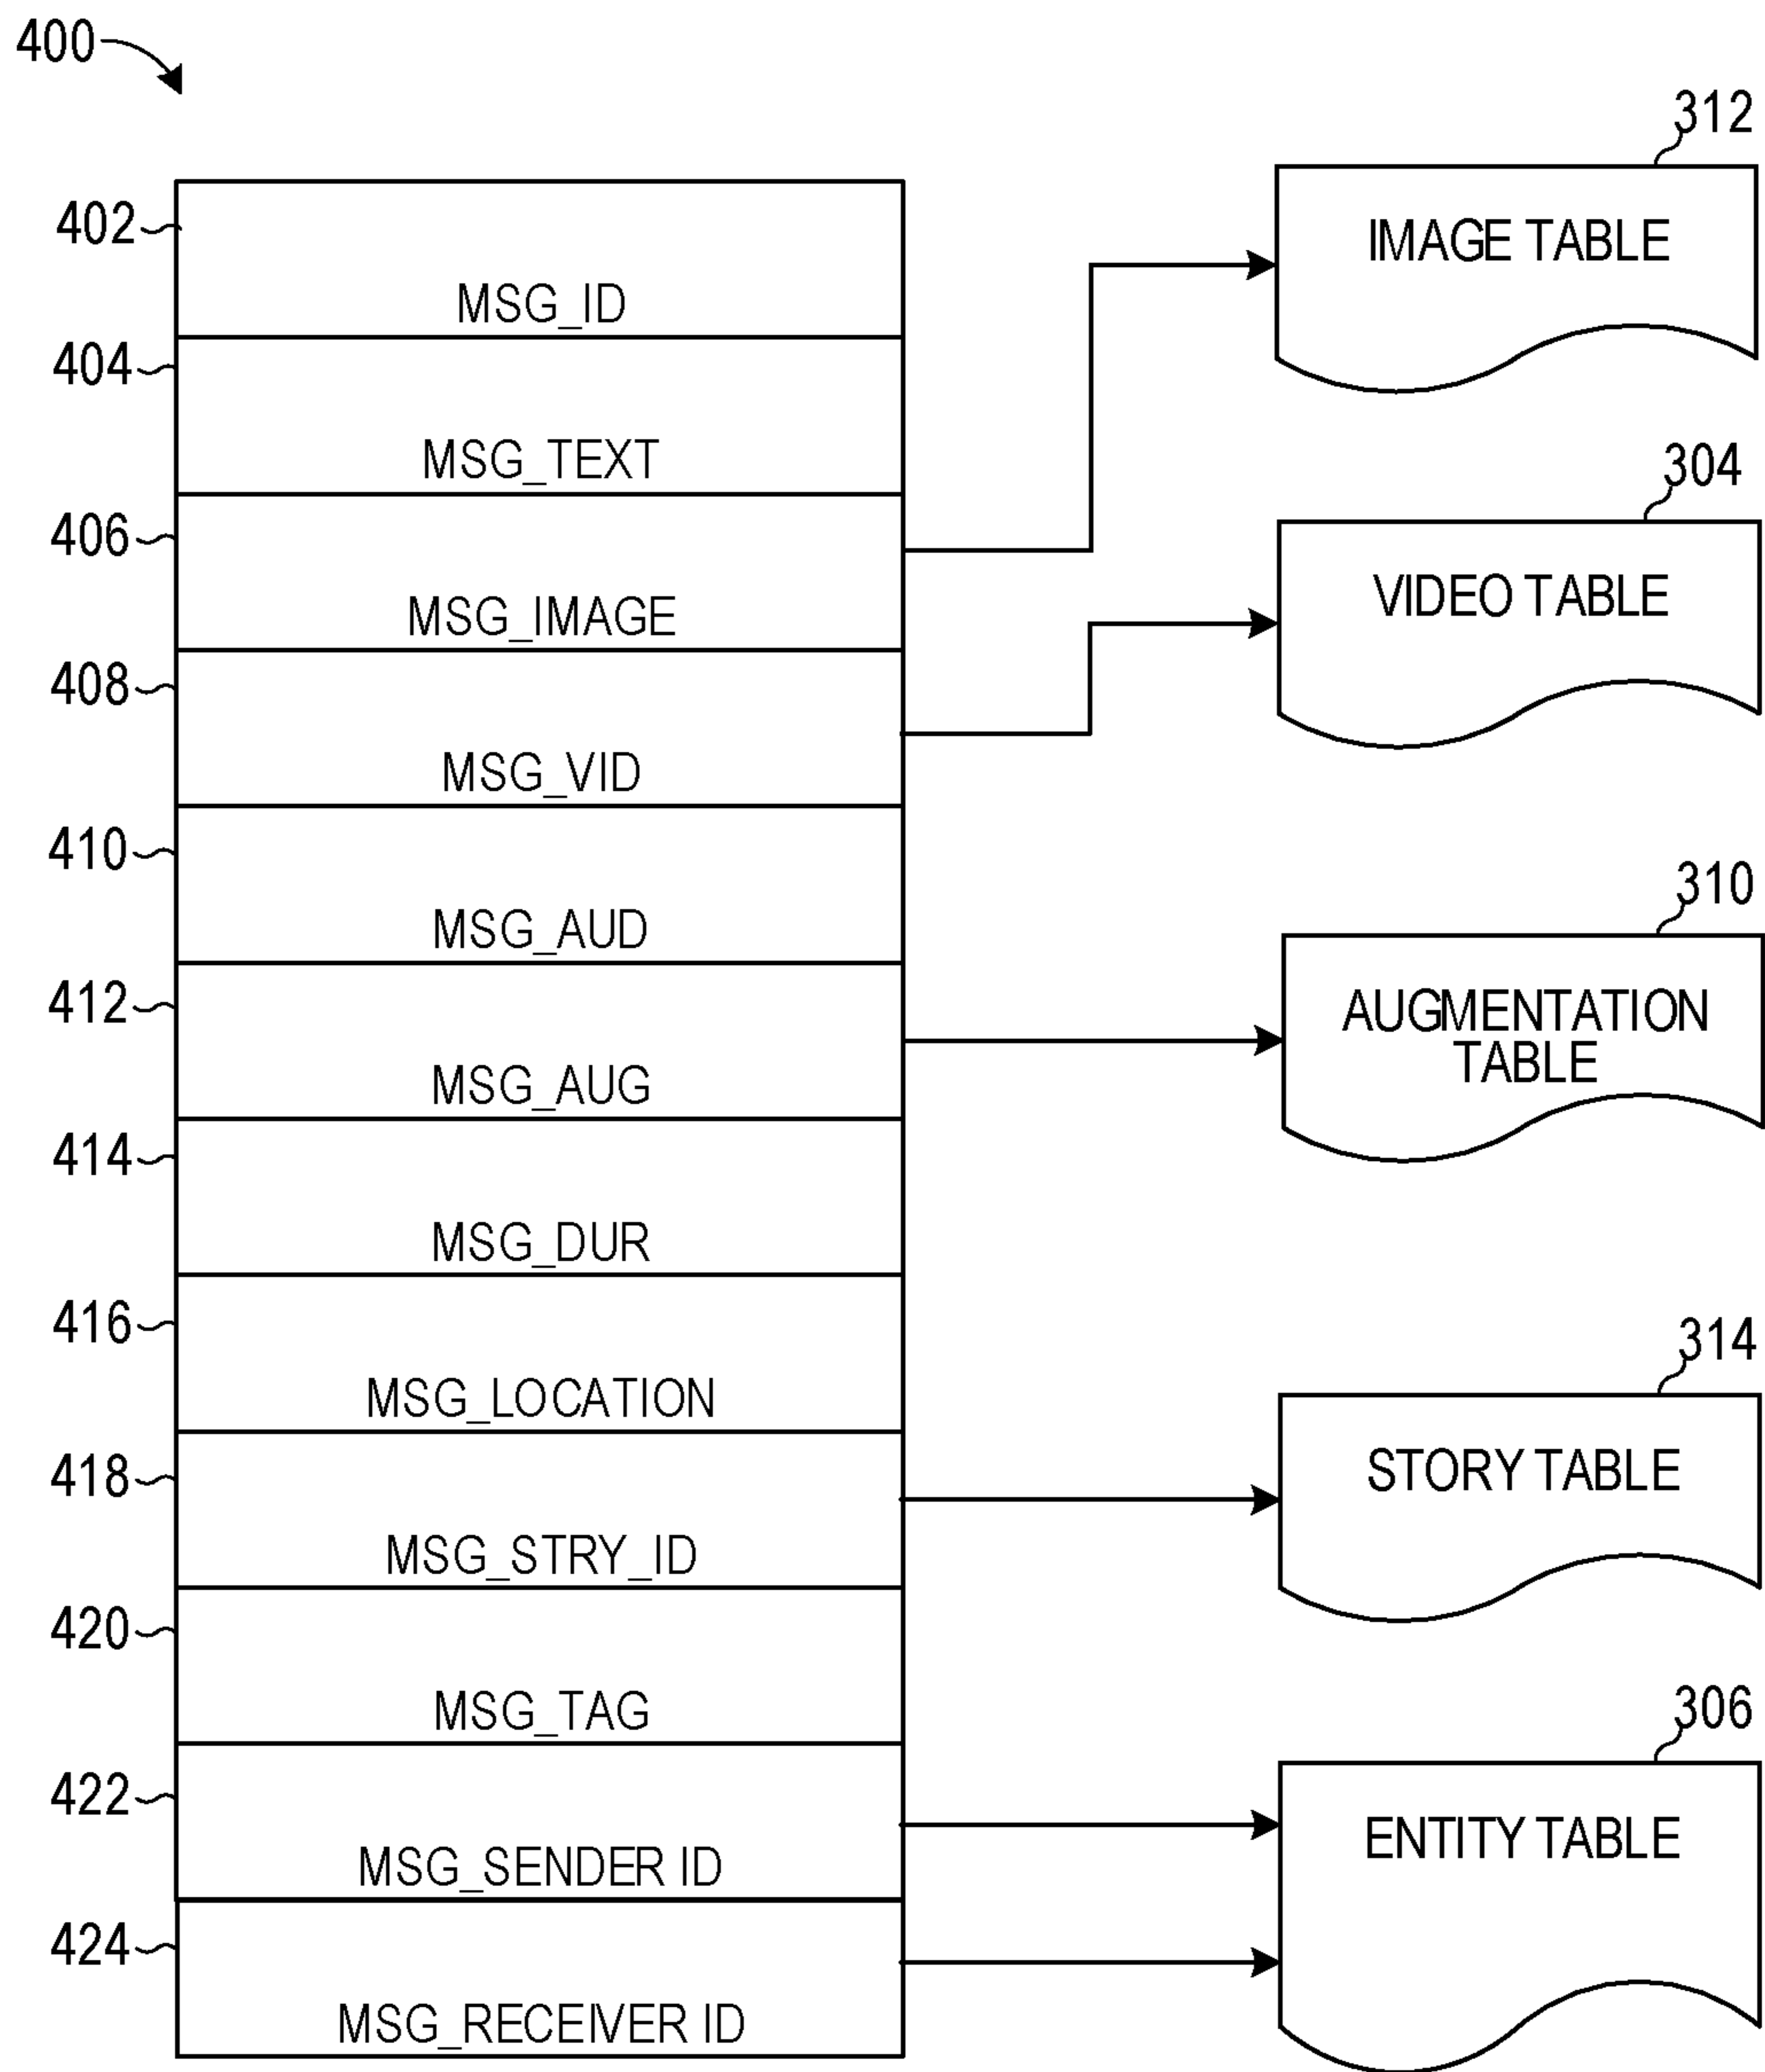 400
402
MSG_ID
404
MSG_TEXT
406
MSG_IMAGE
408
MSG_VID
410
MSG_AUD
412
MSG_AUG
414
MSG_DUR
416
MSG_LOCATION
418
MSG_STRY_ID
420
MSG_TAG
422
MSG_SENDER ID
424
MSG_RECEIVER ID
312
IMAGE TABLE
304
VIDEO TABLE
310
AUGMENTATION
TABLE
314
STORY TABLE
306
ENTITY TABLE